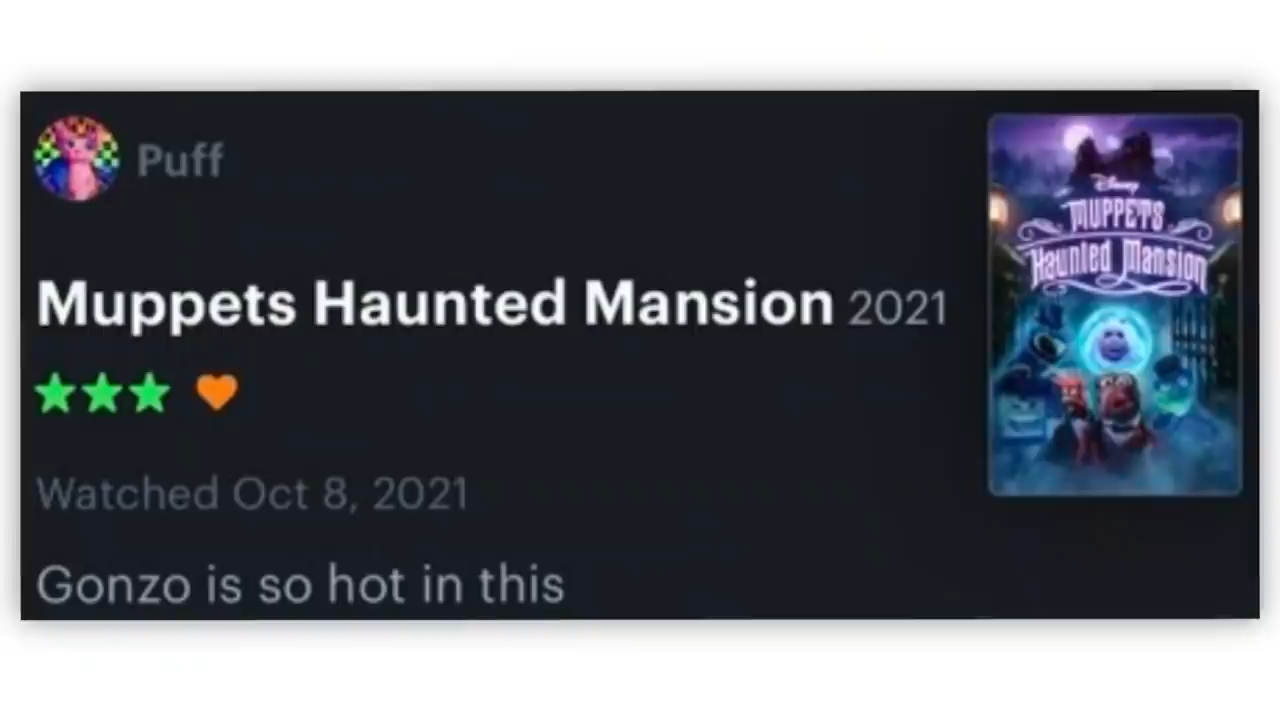 Puff
Muppets Haunted Mansion 2021
Watched Oct 8, 2021
Gonzo is so hot in this
Disney
MUPPETS
Haunted Mansion